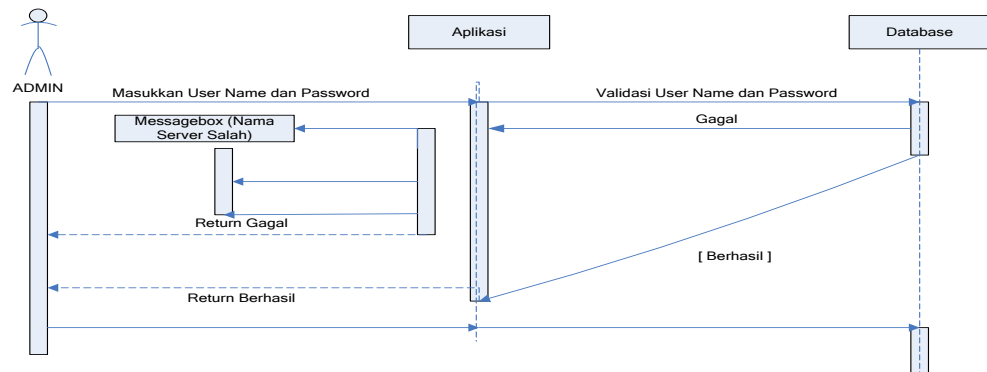 Aplikasi
Database
ADMIN
Masukkan User Name dan Password
Validasi User Name dan Password
Messagebox (Nama
Server Salah)
Gagal
Return Gagal
[ Berhasil ]
Return Berhasil